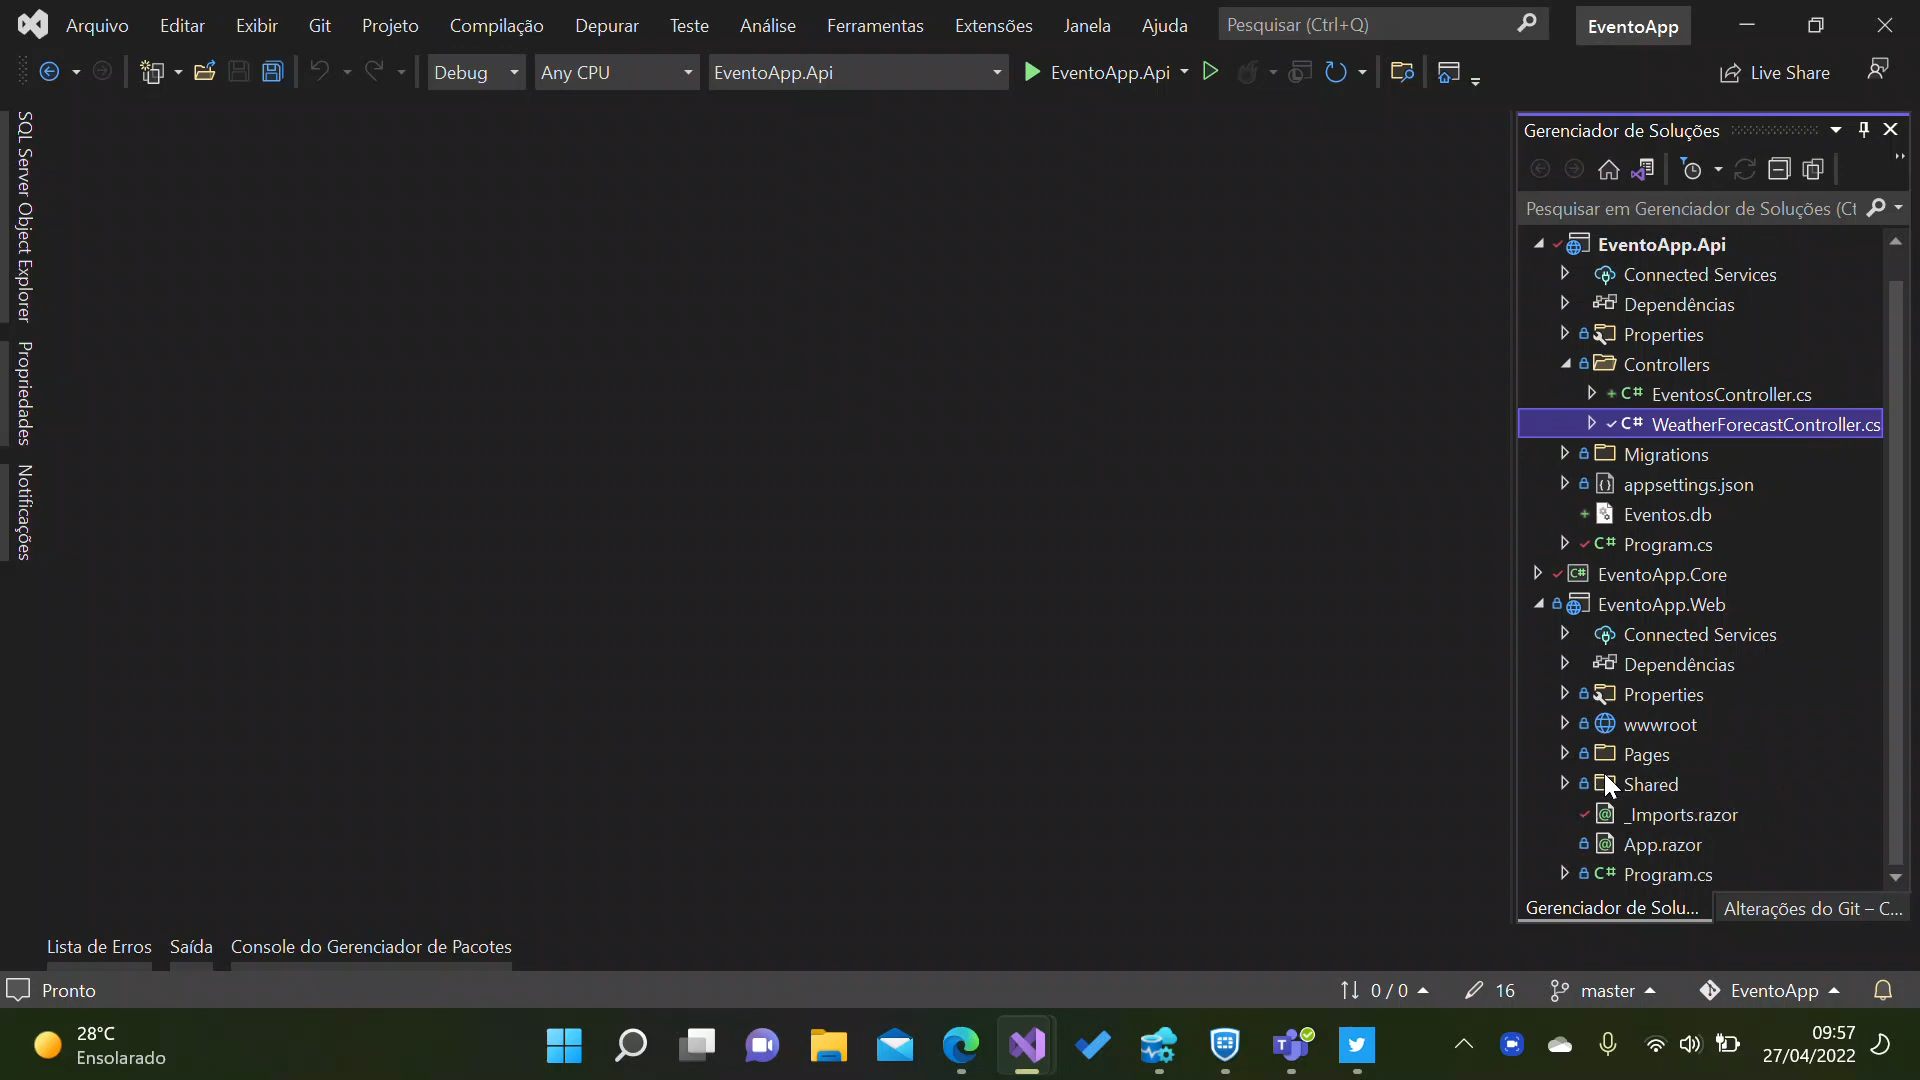 Arquivo Editar Exibir Git Projeto Compilação Depurar Teste Análise Ferramentas Extensões Janela Ajuda Pesquisar (Ctrl+Q) EventoApp
Debug Any CPU EventoApp.Api EventoApp.Api Live Share
SQL Server Object Explorer
Propriedades
Notificações
Gerenciador de Soluções
Pesquisar em Gerenciador de Soluções (Ct
EventoApp.Api
Connected Services
Dependências
Properties
Controllers
C# EventosController.cs
C# WeatherForecastController.cs
Migrations
appsettings.json
Eventos.db
C# Program.cs
C# EventoApp.Core
EventoApp.Web
Connected Services
Dependências
Properties
wwwroot
Pages
Shared
_Imports.razor
App.razor
C# Program.cs
Gerenciador de Solu... Alterações do Git – C...
Lista de Erros Saída Console do Gerenciador de Pacotes
Pronto 0 / 0 16 master EventoApp
28°C
Ensolarado
09:57
27/04/2022